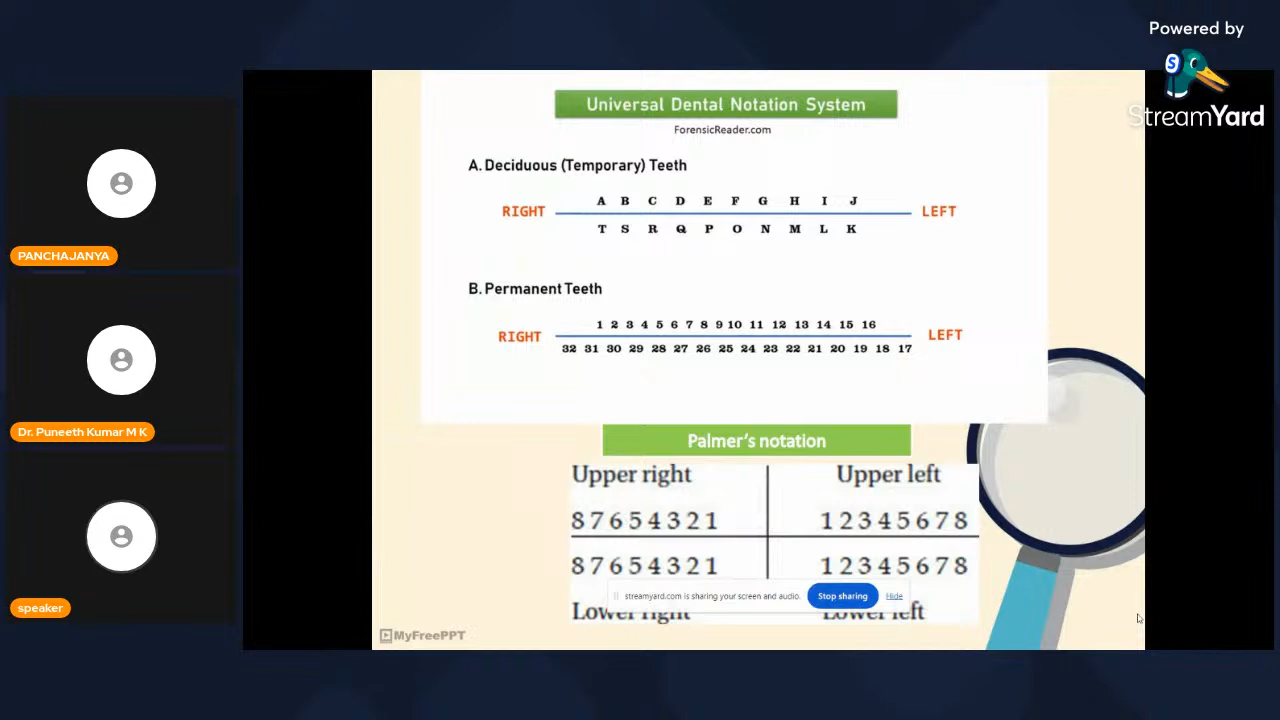 Powered by
StreamYard
PANCHAJANYA
Dr. Puneeth Kumar M K
speaker
Universal Dental Notation System
ForensicReader.com
A. Deciduous (Temporary) Teeth
A B C D E F G H I J
RIGHT LEFT
T S R Q P O N M L K
B. Permanent Teeth
1 2 3 4 5 6 7 8 9 10 11 12 13 14 15 16
RIGHT LEFT
32 31 30 29 28 27 26 25 24 23 22 21 20 19 18 17
Palmer's notation
Upper right Upper left
8 7 6 5 4 3 2 1 1 2 3 4 5 6 7 8
8 7 6 5 4 3 2 1 1 2 3 4 5 6 7 8
streamyard.com is sharing your screen and audio. Stop sharing Hide
Lower right Lower left
MyFreePPT